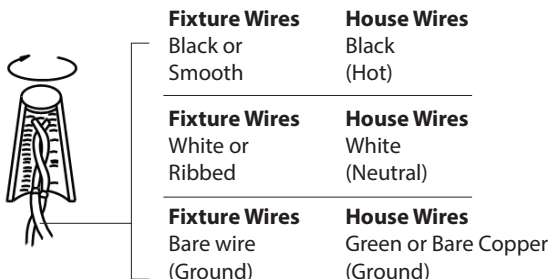 Fixture Wires House Wires
Black or Black
Smooth (Hot)
Fixture Wires House Wires
White or White
Ribbed (Neutral)
Fixture Wires House Wires
Bare wire Green or Bare Copper
(Ground) (Ground)